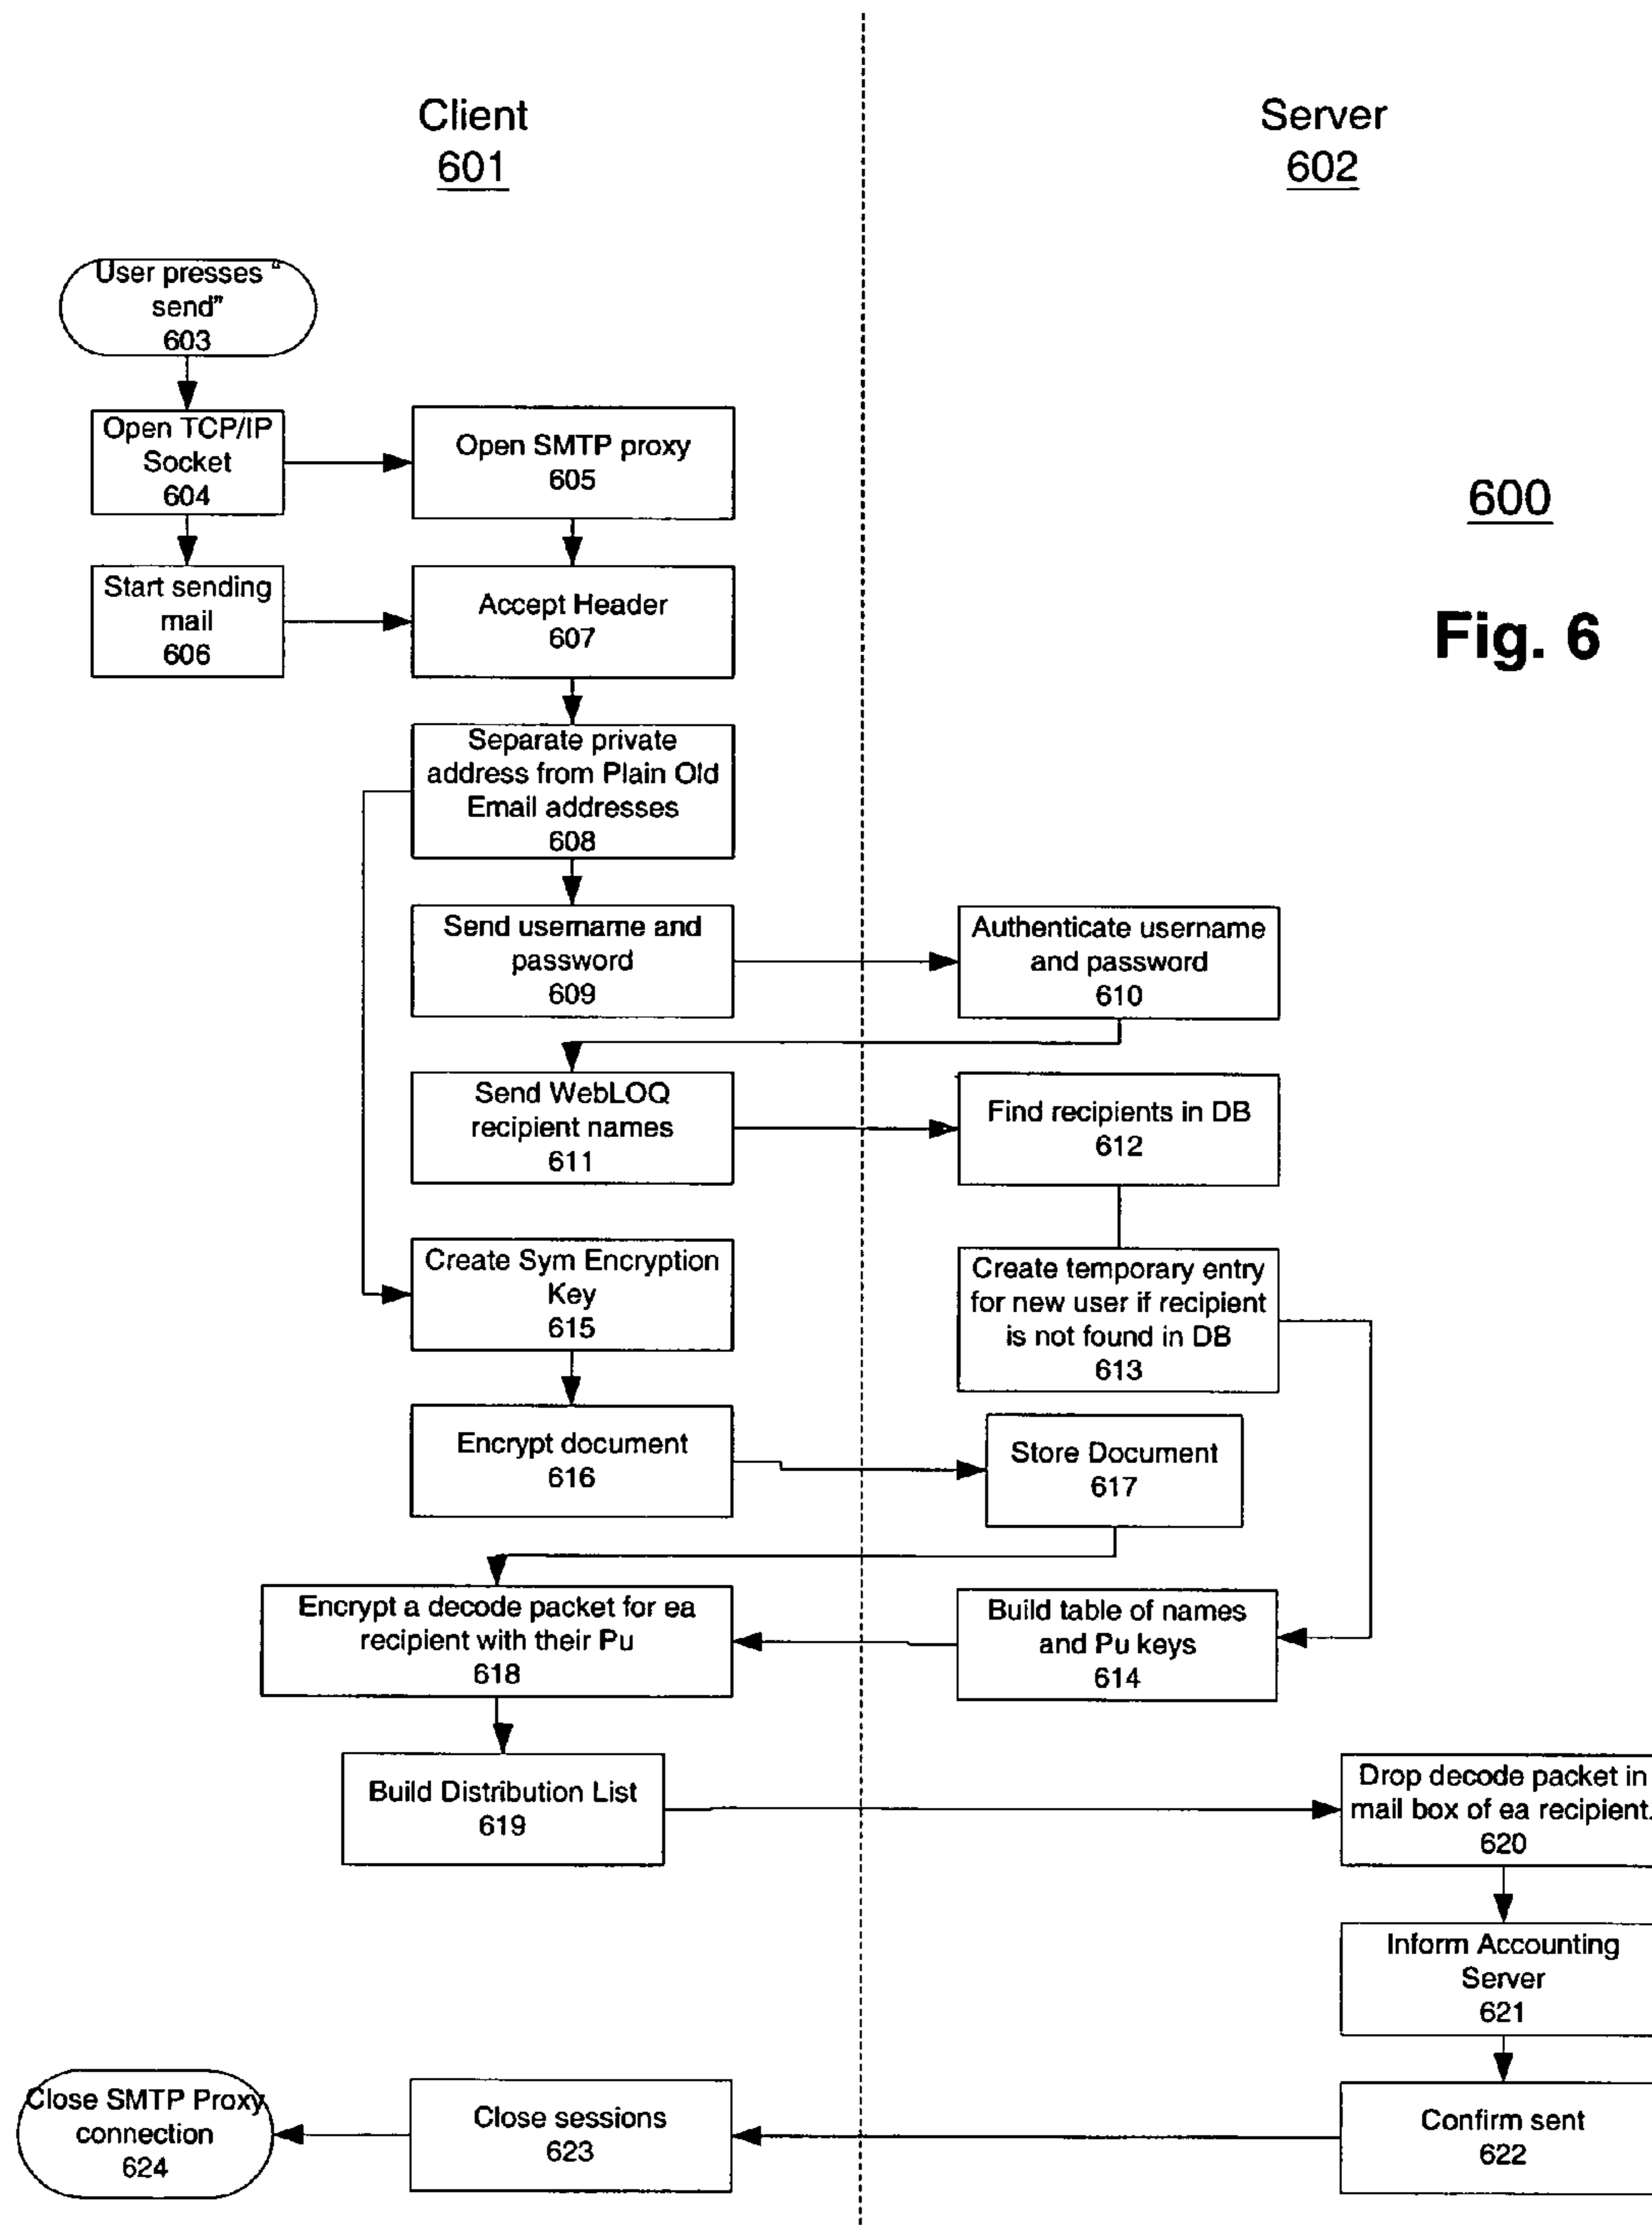 Client
601
Server
602
User presses “
send”
603
Open TCP/IP
Socket
604
Open SMTP proxy
605
600
Fig. 6
Start sending
mail
606
Accept Header
607
Separate private
address from Plain Old
Email addresses
608
Send username and
password
609
Authenticate username
and password
610
Send WebLOQ
recipient names
611
Find recipients in DB
612
Create Sym Encryption
Key
615
Create temporary entry
for new user if recipient
is not found in DB
613
Encrypt document
616
Store Document
617
Encrypt a decode packet for ea
recipient with their Pu
618
Build table of names
and Pu keys
614
Build Distribution List
619
Drop decode packet in
mail box of ea recipient.
620
Inform Accounting
Server
621
Close SMTP Proxy
connection
624
Close sessions
623
Confirm sent
622